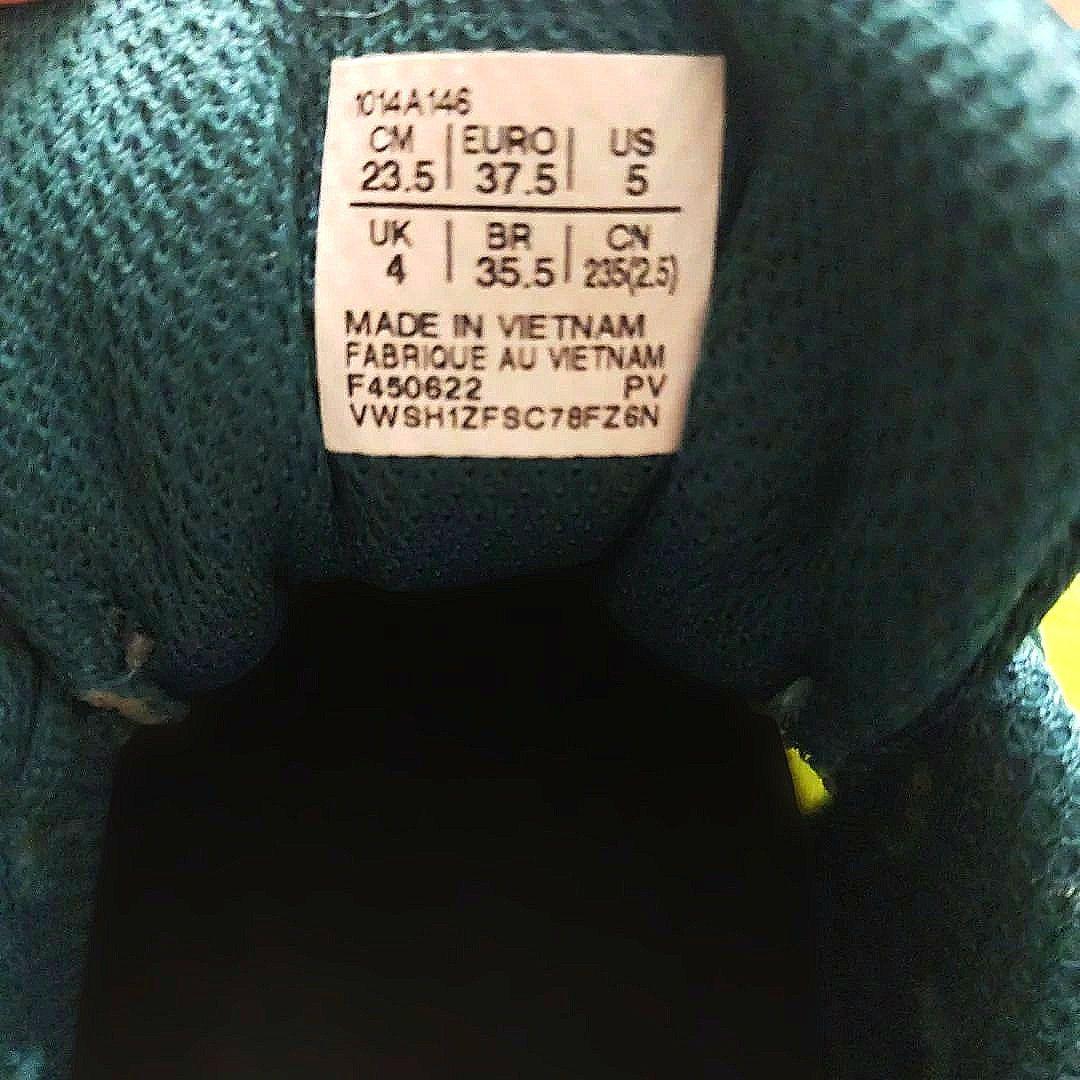 1014A146
CM | EURO | US
23.5 | 37.5 | 5
UK | BR | CN
4 | 35.5 | 235(2.5)
MADE IN VIETNAM
FABRIQUE AU VIETNAM
F450622 PV
VWSH1ZFSC78FZ6N